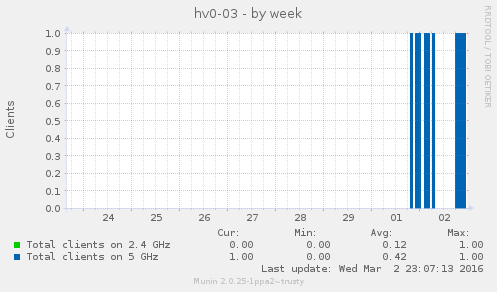 hv0-03 - by week
RRDTOOL / TOBI OETIKER
Clients
1.0
0.9
0.8
0.7
0.6
0.5
0.4
0.3
0.2
0.1
0.0
24 25 26 27 28 29 01 02
Cur: Min: Avg: Max:
Total clients on 2.4 GHz 0.00 0.00 0.12 1.00
Total clients on 5 GHz 1.00 0.00 0.42 1.00
Last update: Wed Mar 2 23:07:13 2016
Munin 2.0.25-1ppa2~trusty